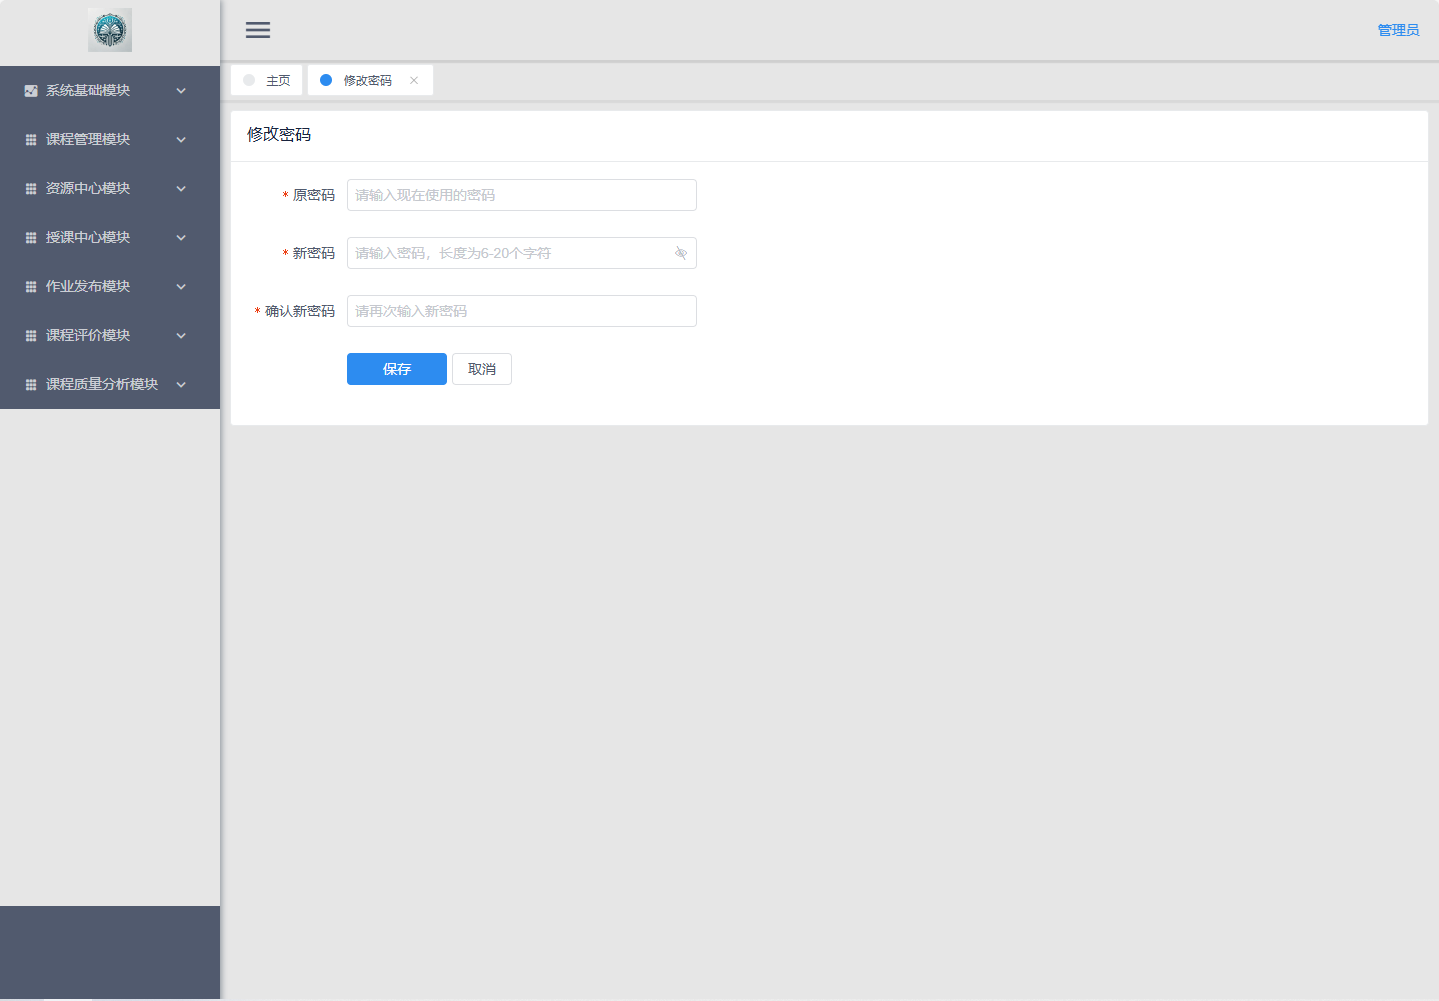 管理员
主页
修改密码
系统基础模块
课程管理模块
资源中心模块
授课中心模块
作业发布模块
课程评价模块
课程质量分析模块
修改密码
* 原密码 请输入现在使用的密码
* 新密码 请输入密码，长度为6-20个字符
* 确认新密码 请再次输入新密码
保存 取消